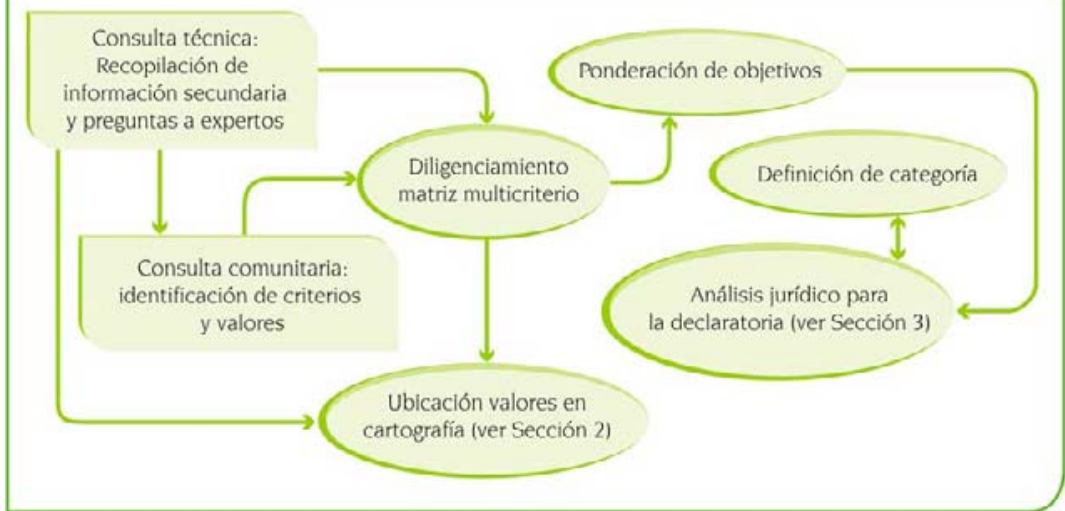 Consulta técnica:
Recopilación de
información secundaria
y preguntas a expertos
Ponderación de objetivos
Diligenciamiento
matriz multicriterio
Definición de categoría
Consulta comunitaria:
identificación de criterios
y valores
Análisis jurídico para
la declaratoria (ver Sección 3)
Ubicación valores en
cartografía (ver Sección 2)